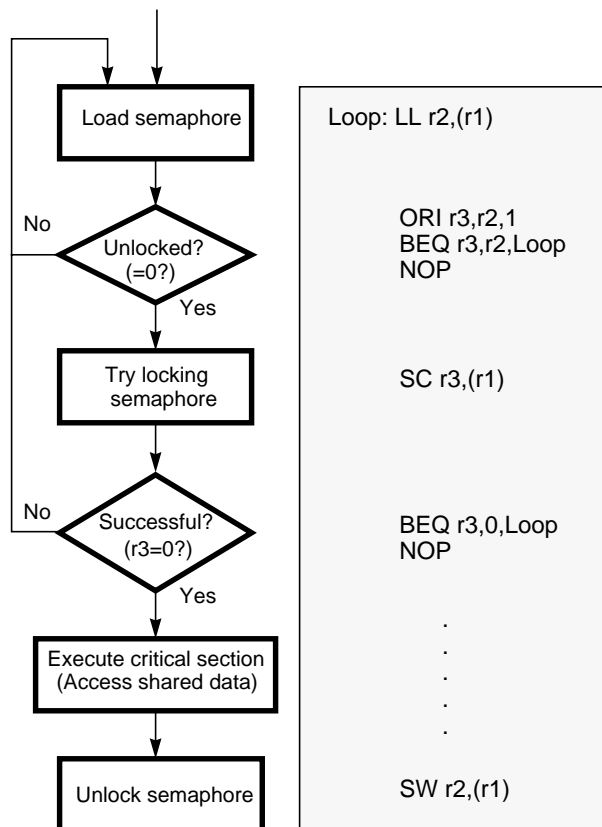 Load semaphore
Loop: LL r2,(r1)
No
Unlocked?
(=0?)
ORI r3,r2,1
BEQ r3,r2,Loop
NOP
Yes
Try locking
semaphore
SC r3,(r1)
No
Successful?
(r3=0?)
BEQ r3,0,Loop
NOP
Yes
Execute critical section
(Access shared data)
.
.
.
.
.
Unlock semaphore
SW r2,(r1)